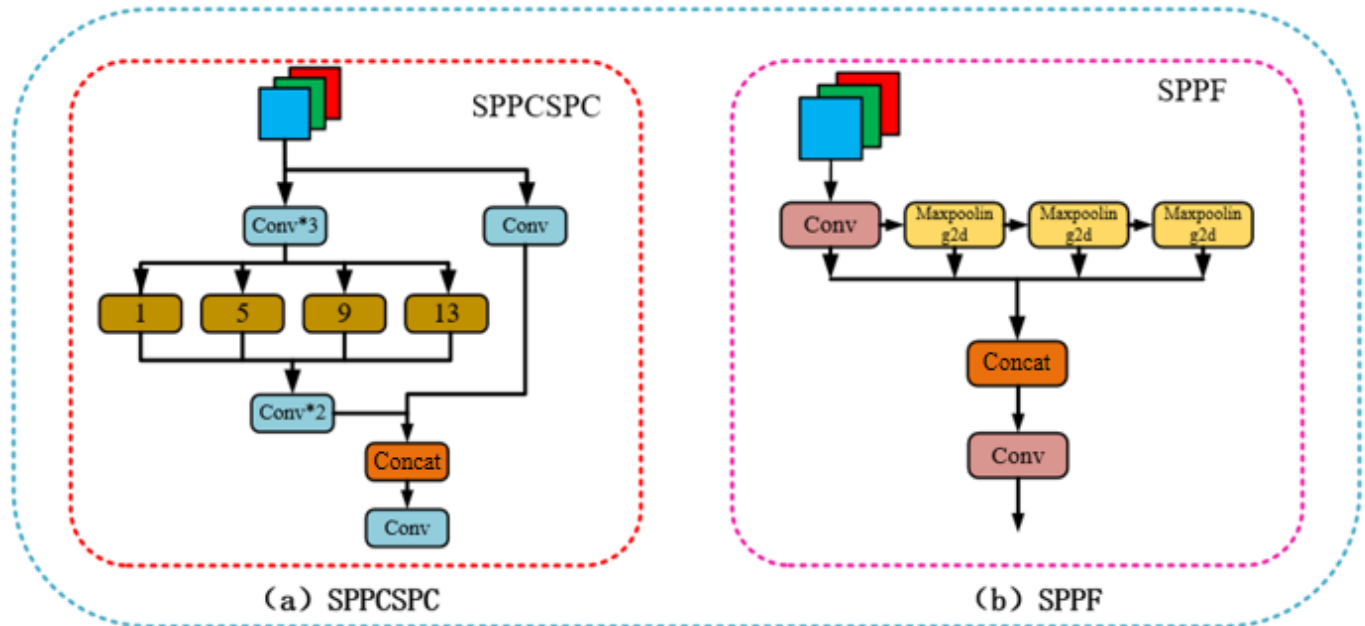 SPPCSPC
Conv*3
Conv
1
5
9
13
Conv*2
Concat
Conv
(a) SPPCSPC
SPPF
Conv
Maxpoolin
g2d
Maxpoolin
g2d
Maxpoolin
g2d
Concat
Conv
(b) SPPF